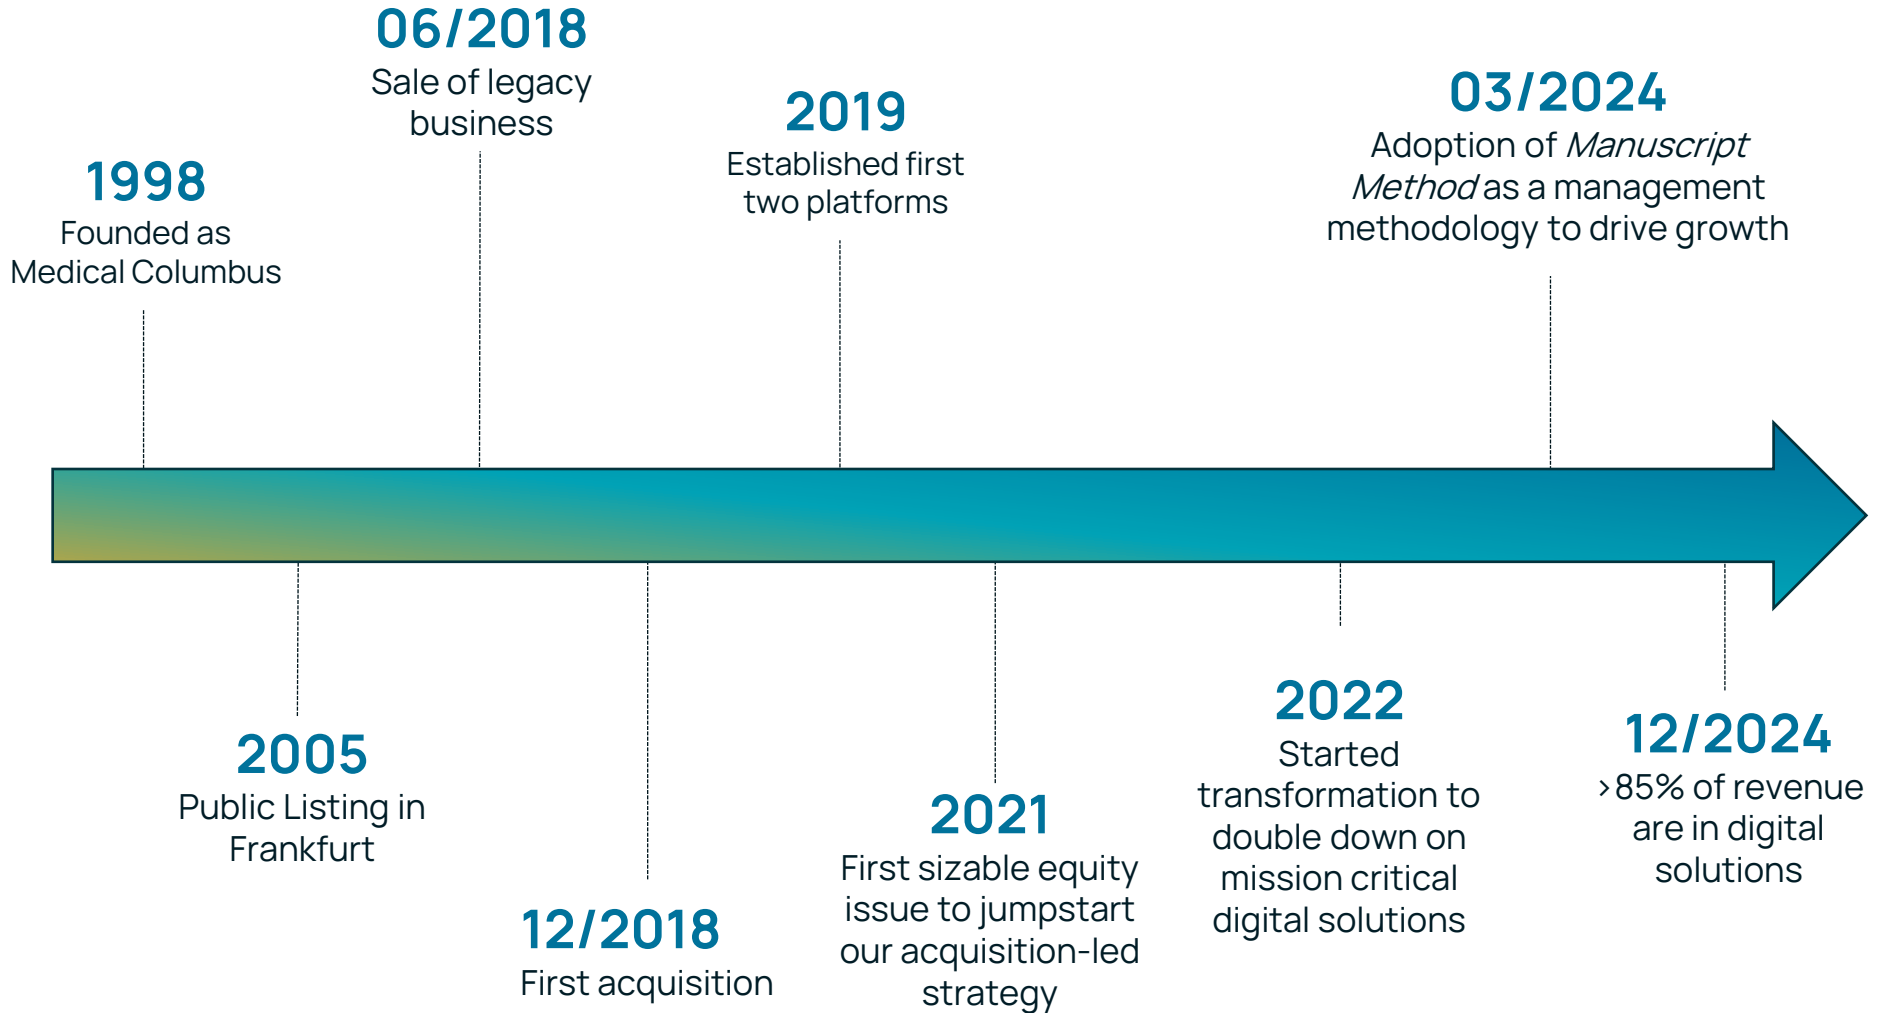 06/2018
Sale of legacy
business
1998
Founded as
Medical Columbus
2019
Established first
two platforms
03/2024
Adoption of Manuscript
Method as a management
methodology to drive growth
2005
Public Listing in
Frankfurt
12/2018
First acquisition
2021
First sizable equity
issue to jumpstart
our acquisition-led
strategy
2022
Started
transformation to
double down on
mission critical
digital solutions
12/2024
>85% of revenue
are in digital
solutions